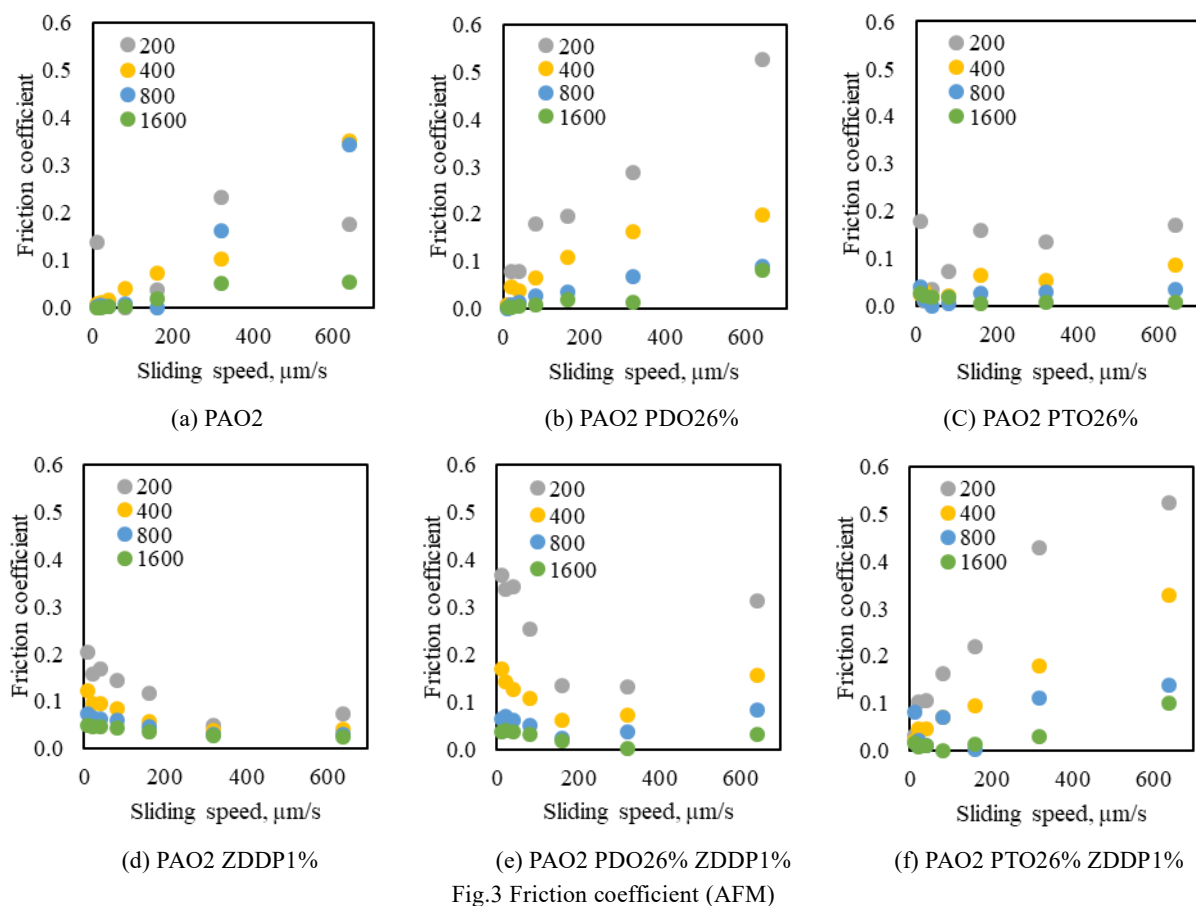 0.6
0.5
0.4
0.3
0.2
0.1
0.0
Friction coefficient
200
400
800
1600
0 200 400 600
Sliding speed, µm/s
(a) PAO2
0.6
0.5
0.4
0.3
0.2
0.1
0.0
Friction coefficient
200
400
800
1600
0 200 400 600
Sliding speed, µm/s
(b) PAO2 PDO26%
0.6
0.5
0.4
0.3
0.2
0.1
0.0
Friction coefficient
200
400
800
1600
0 200 400 600
Sliding speed, µm/s
(C) PAO2 PTO26%
0.6
0.5
0.4
0.3
0.2
0.1
0.0
Friction coefficient
200
400
800
1600
0 200 400 600
Sliding speed, µm/s
(d) PAO2 ZDDP1%
0.6
0.5
0.4
0.3
0.2
0.1
0.0
Friction coefficient
200
400
800
1600
0 200 400 600
Sliding speed, µm/s
(e) PAO2 PDO26% ZDDP1%
0.6
0.5
0.4
0.3
0.2
0.1
0.0
Friction coefficient
200
400
800
1600
0 200 400 600
Sliding speed, µm/s
(f) PAO2 PTO26% ZDDP1%
Fig.3 Friction coefficient (AFM)